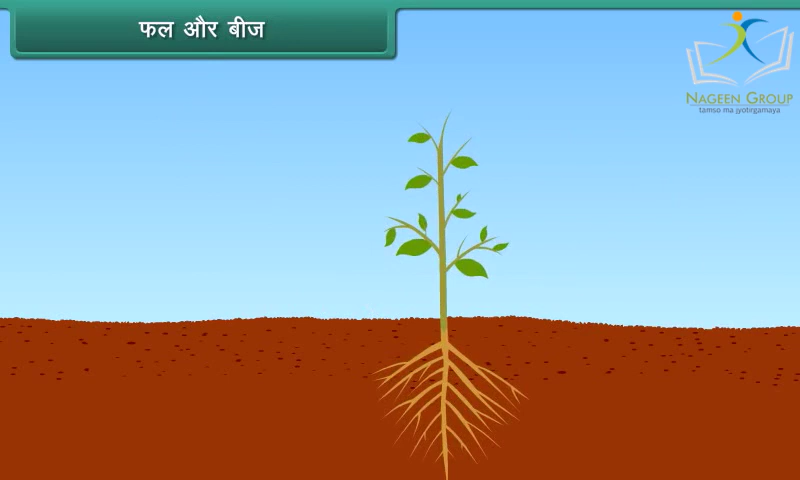 फल और बीज
NAGEEN GROUP
tamso ma jyotirgamaya